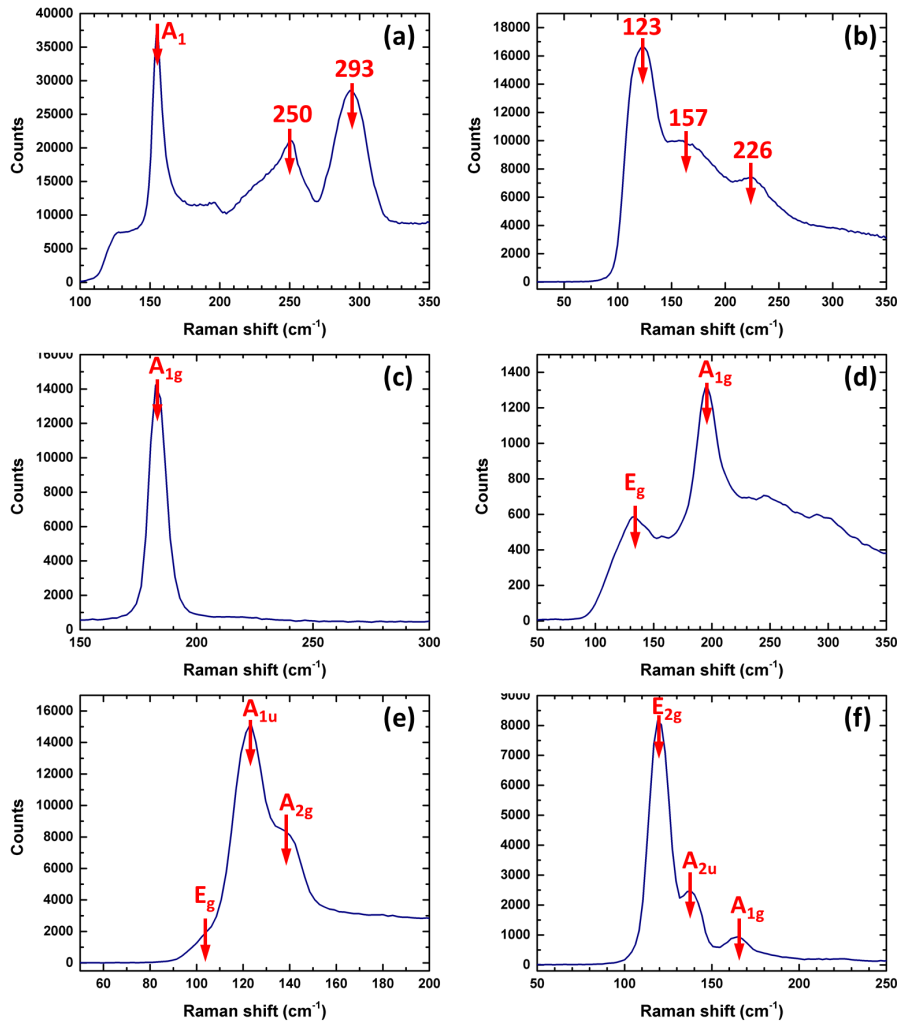 (a)
A1
250
293
Counts
40000
35000
30000
25000
20000
15000
10000
5000
0
100 150 200 250 300 350
Raman shift (cm-1)
(b)
123
157
226
Counts
18000
16000
14000
12000
10000
8000
6000
4000
2000
0
50 100 150 200 250 300 350
Raman shift (cm-1)
(c)
A1g
Counts
16000
14000
12000
10000
8000
6000
4000
2000
0
150 200 250 300
Raman shift (cm-1)
(d)
A1g
Eg
Counts
1400
1200
1000
800
600
400
200
0
50 100 150 200 250 300 350
Raman shift (cm-1)
(e)
A1u
A2g
Eg
Counts
16000
14000
12000
10000
8000
6000
4000
2000
0
40 60 80 100 120 140 160 180 200
Raman shift (cm-1)
(f)
E2g
A2u
A1g
Counts
9000
8000
7000
6000
5000
4000
3000
2000
1000
0
50 100 150 200 250
Raman shift (cm-1)